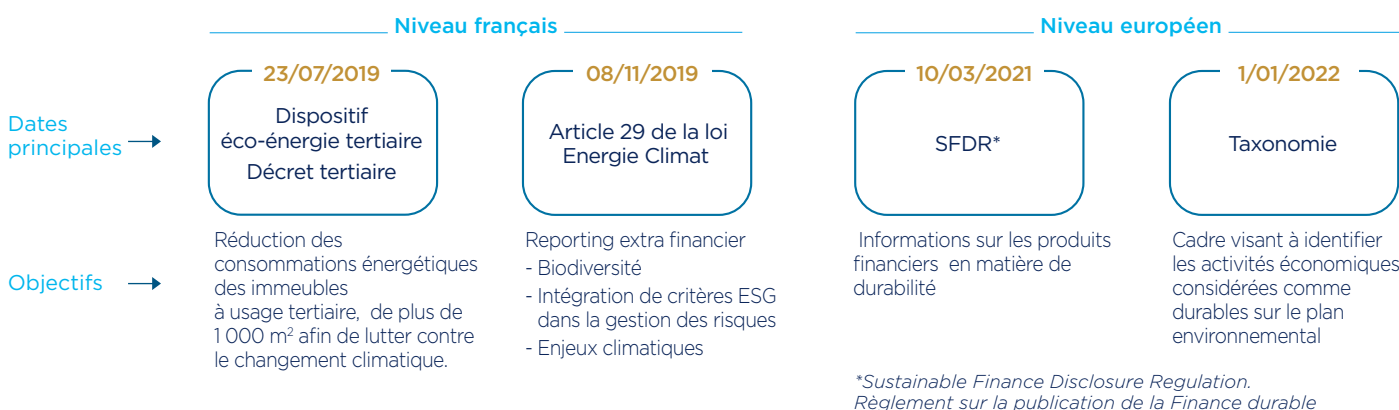 Niveau français
Niveau européen
Dates
principales
23/07/2019
Dispositif
éco-énergie tertiaire
Décret tertiaire
08/11/2019
Article 29 de la loi
Energie Climat
10/03/2021
SFDR*
1/01/2022
Taxonomie
Objectifs
Réduction des
consommations énergétiques
des immeubles
à usage tertiaire, de plus de
1 000 m² afin de lutter contre
le changement climatique.
Reporting extra financier
- Biodiversité
- Intégration de critères ESG
dans la gestion des risques
- Enjeux climatiques
Informations sur les produits
financiers en matière de
durabilité
Cadre visant à identifier
les activités économiques
considérées comme
durables sur le plan
environnemental
*Sustainable Finance Disclosure Regulation.
Règlement sur la publication de la Finance durable